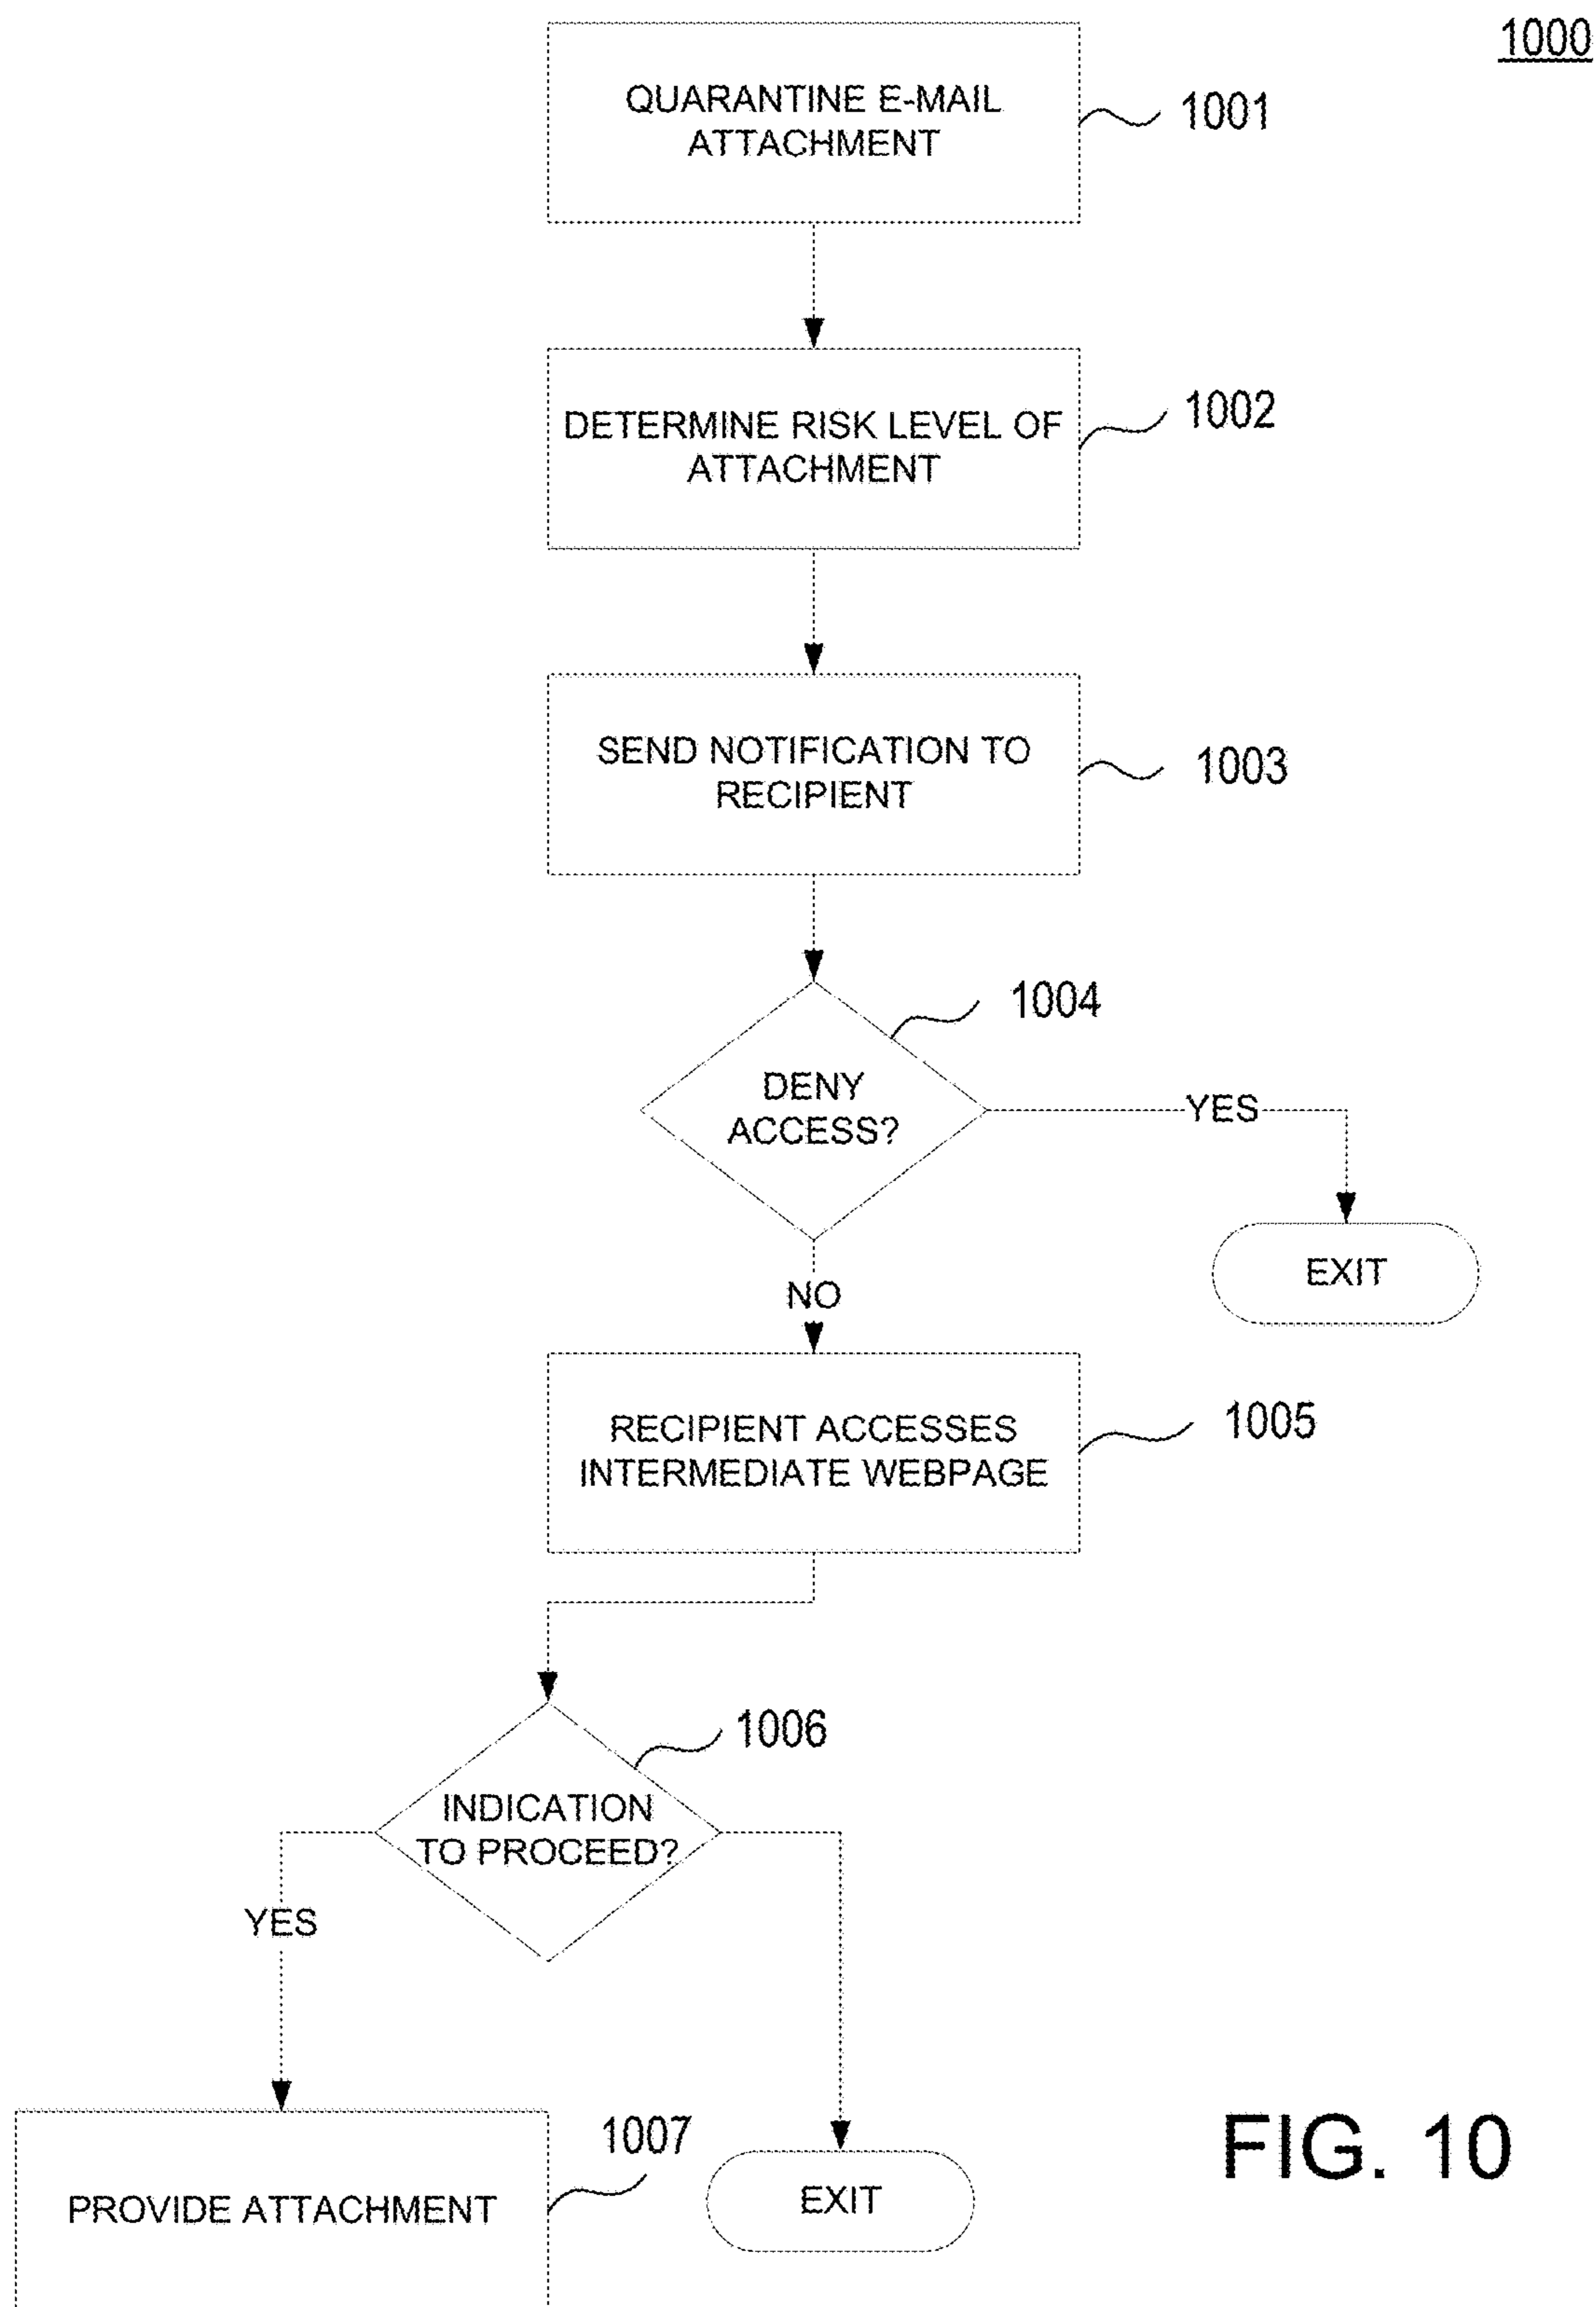 1000
QUARANTINE E-MAIL
ATTACHMENT
1001
DETERMINE RISK LEVEL OF
ATTACHMENT
1002
SEND NOTIFICATION TO
RECIPIENT
1003
1004
DENY
ACCESS?
YES
EXIT
NO
RECIPIENT ACCESSES
INTERMEDIATE WEBPAGE
1005
1006
INDICATION
TO PROCEED?
YES
1007
PROVIDE ATTACHMENT
EXIT
FIG. 10